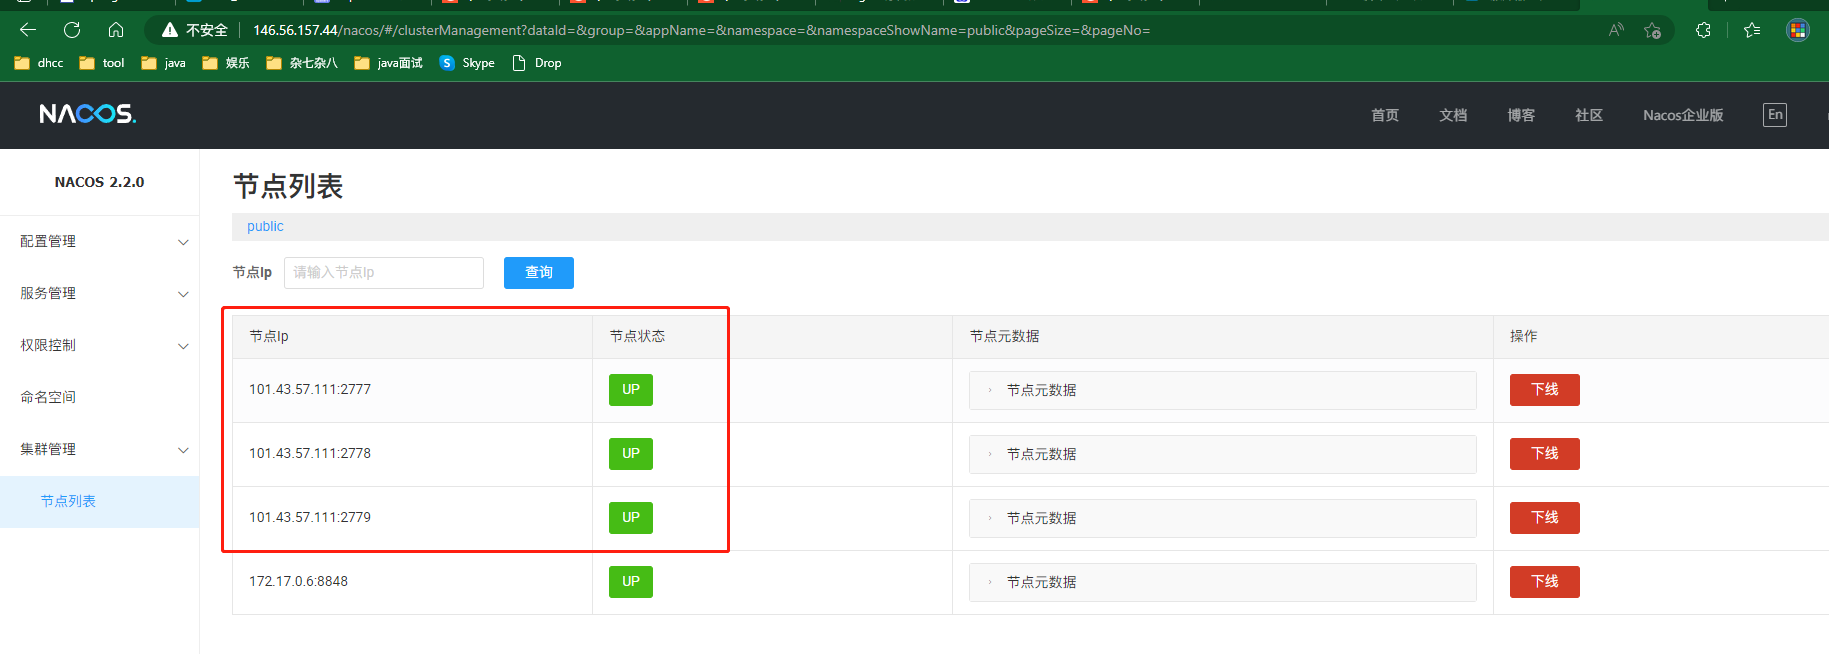 不安全 146.56.157.44/nacos/#/clusterManagement?dataId=&group=&appName=&namespace=&namespaceShowName=public&pageSize=&pageNo=
dhcc tool java 娱乐 杂七杂八 java面试 Skype Drop
NACOS. 首页 文档 博客 社区 Nacos企业版 En
NACOS 2.2.0
配置管理
服务管理
权限控制
命名空间
集群管理
节点列表
节点列表
public
节点Ip 请输入节点Ip 查询
节点Ip 节点状态 节点元数据 操作
101.43.57.111:2777 UP 节点元数据 下线
101.43.57.111:2778 UP 节点元数据 下线
101.43.57.111:2779 UP 节点元数据 下线
172.17.0.6:8848 UP 节点元数据 下线